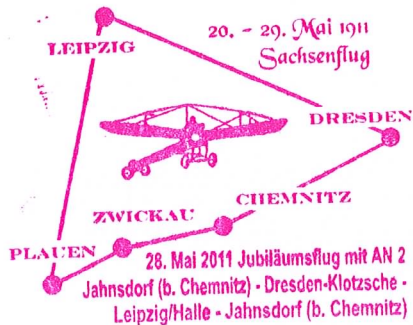 20. - 29. Mai 1911
Sachsenflug
LEIPZIG
DRESDEN
CHEMNITZ
ZWICKAU
PLAUEN
28. Mai 2011 Jubiläumsflug mit AN 2
Jahnsdorf (b. Chemnitz) - Dresden-Klotzsche -
Leipzig/Halle - Jahnsdorf (b. Chemnitz)